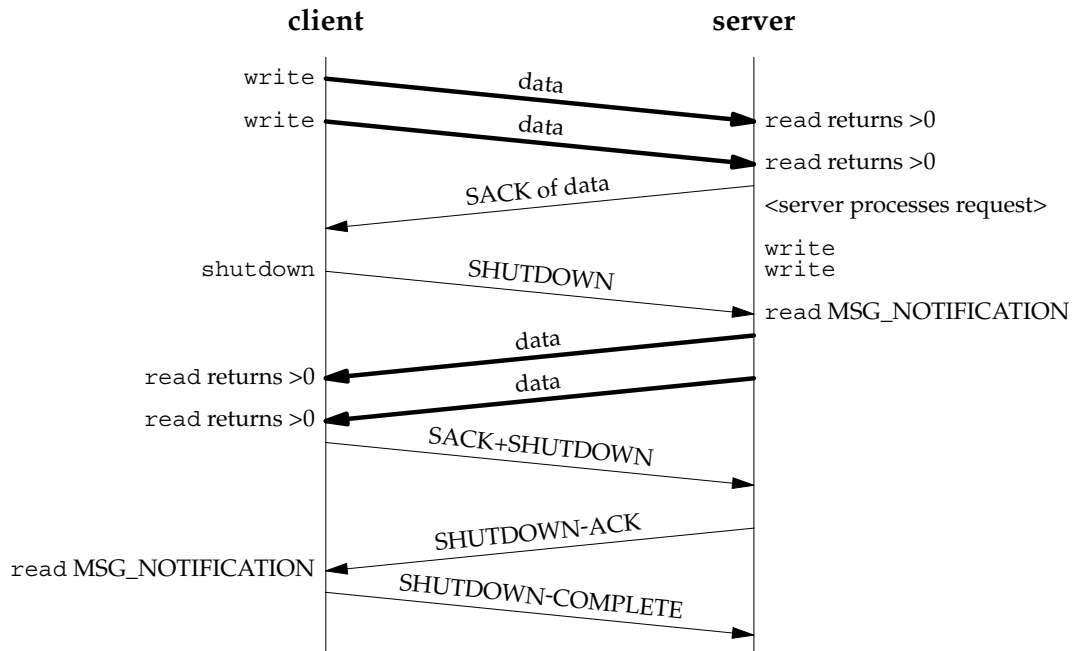 client server
write data
write data read returns >0
read returns >0
SACK of data
<server processes request>
write
shutdown SHUTDOWN write
read MSG_NOTIFICATION
data
read returns >0 data
read returns >0
SACK+SHUTDOWN
SHUTDOWN-ACK
read MSG_NOTIFICATION
SHUTDOWN-COMPLETE